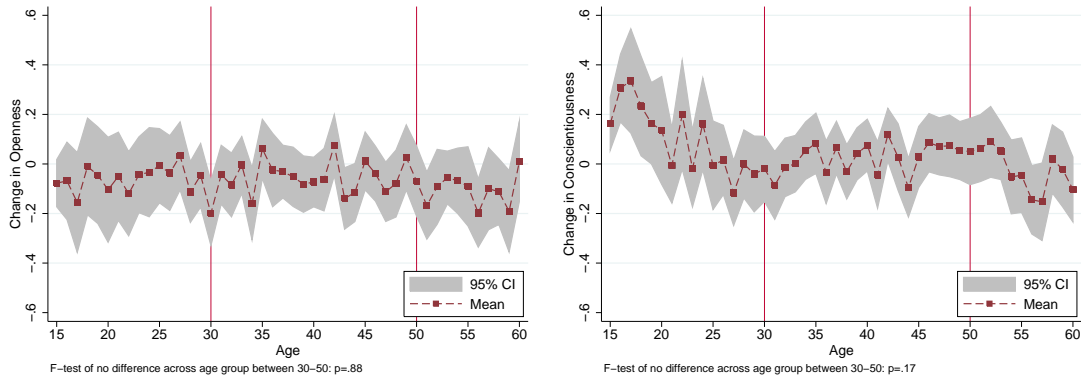 Change in Openness
.6
.4
.2
0
-.2
-.4
-.6
95% CI
Mean
15 20 25 30 35 40 45 50 55 60
Age
F-test of no difference across age group between 30-50: p=.88
Change in Conscientiousness
.6
.4
.2
0
-.2
-.4
-.6
95% CI
Mean
15 20 25 30 35 40 45 50 55 60
Age
F-test of no difference across age group between 30-50: p=.17